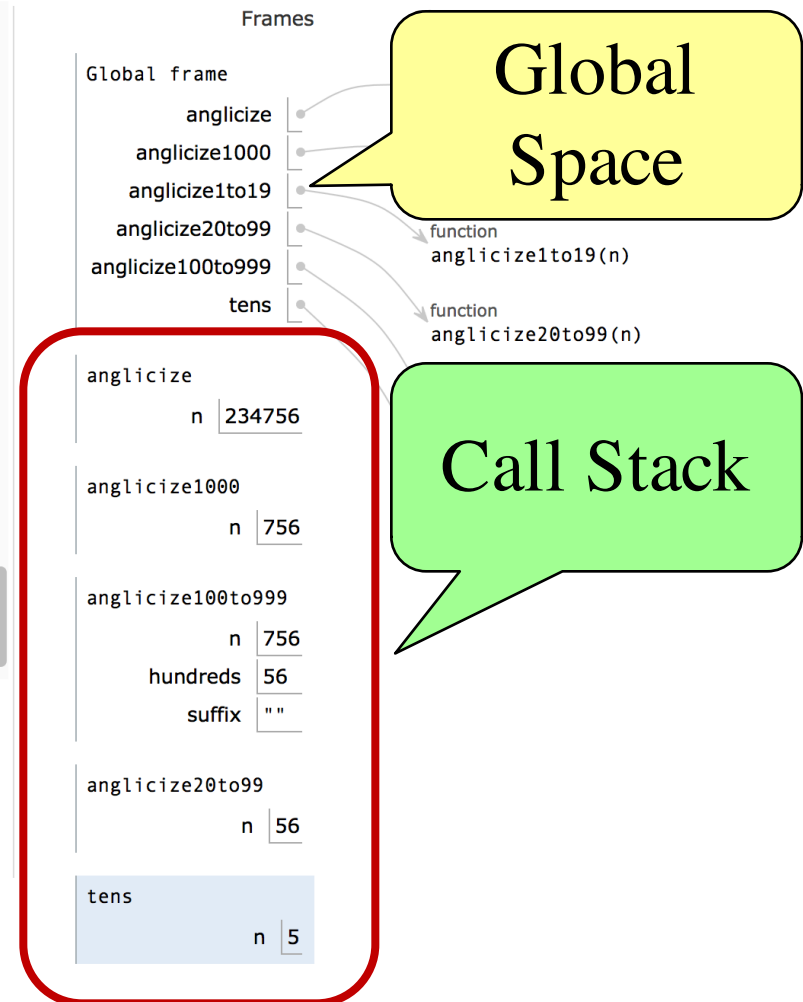 Frames
Global frame
anglicize
anglicize1000
anglicize1to19
anglicize20to99
anglicize100to999
tens
Global
Space
function
anglicize1to19(n)
function
anglicize20to99(n)
Call Stack
anglicize
n 234756
anglicize1000
n 756
anglicize100to999
n 756
hundreds 56
suffix ""
anglicize20to99
n 56
tens
n 5